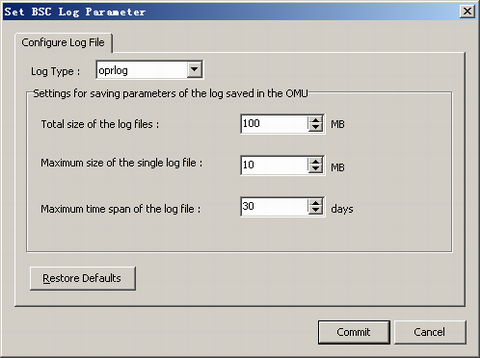 Set BSC Log Parameter
Configure Log File
Log Type : oprlog
Settings for saving parameters of the log saved in the OMU
Total size of the log files : 100 MB
Maximum size of the single log file : 10 MB
Maximum time span of the log file : 30 days
Restore Defaults
Commit Cancel